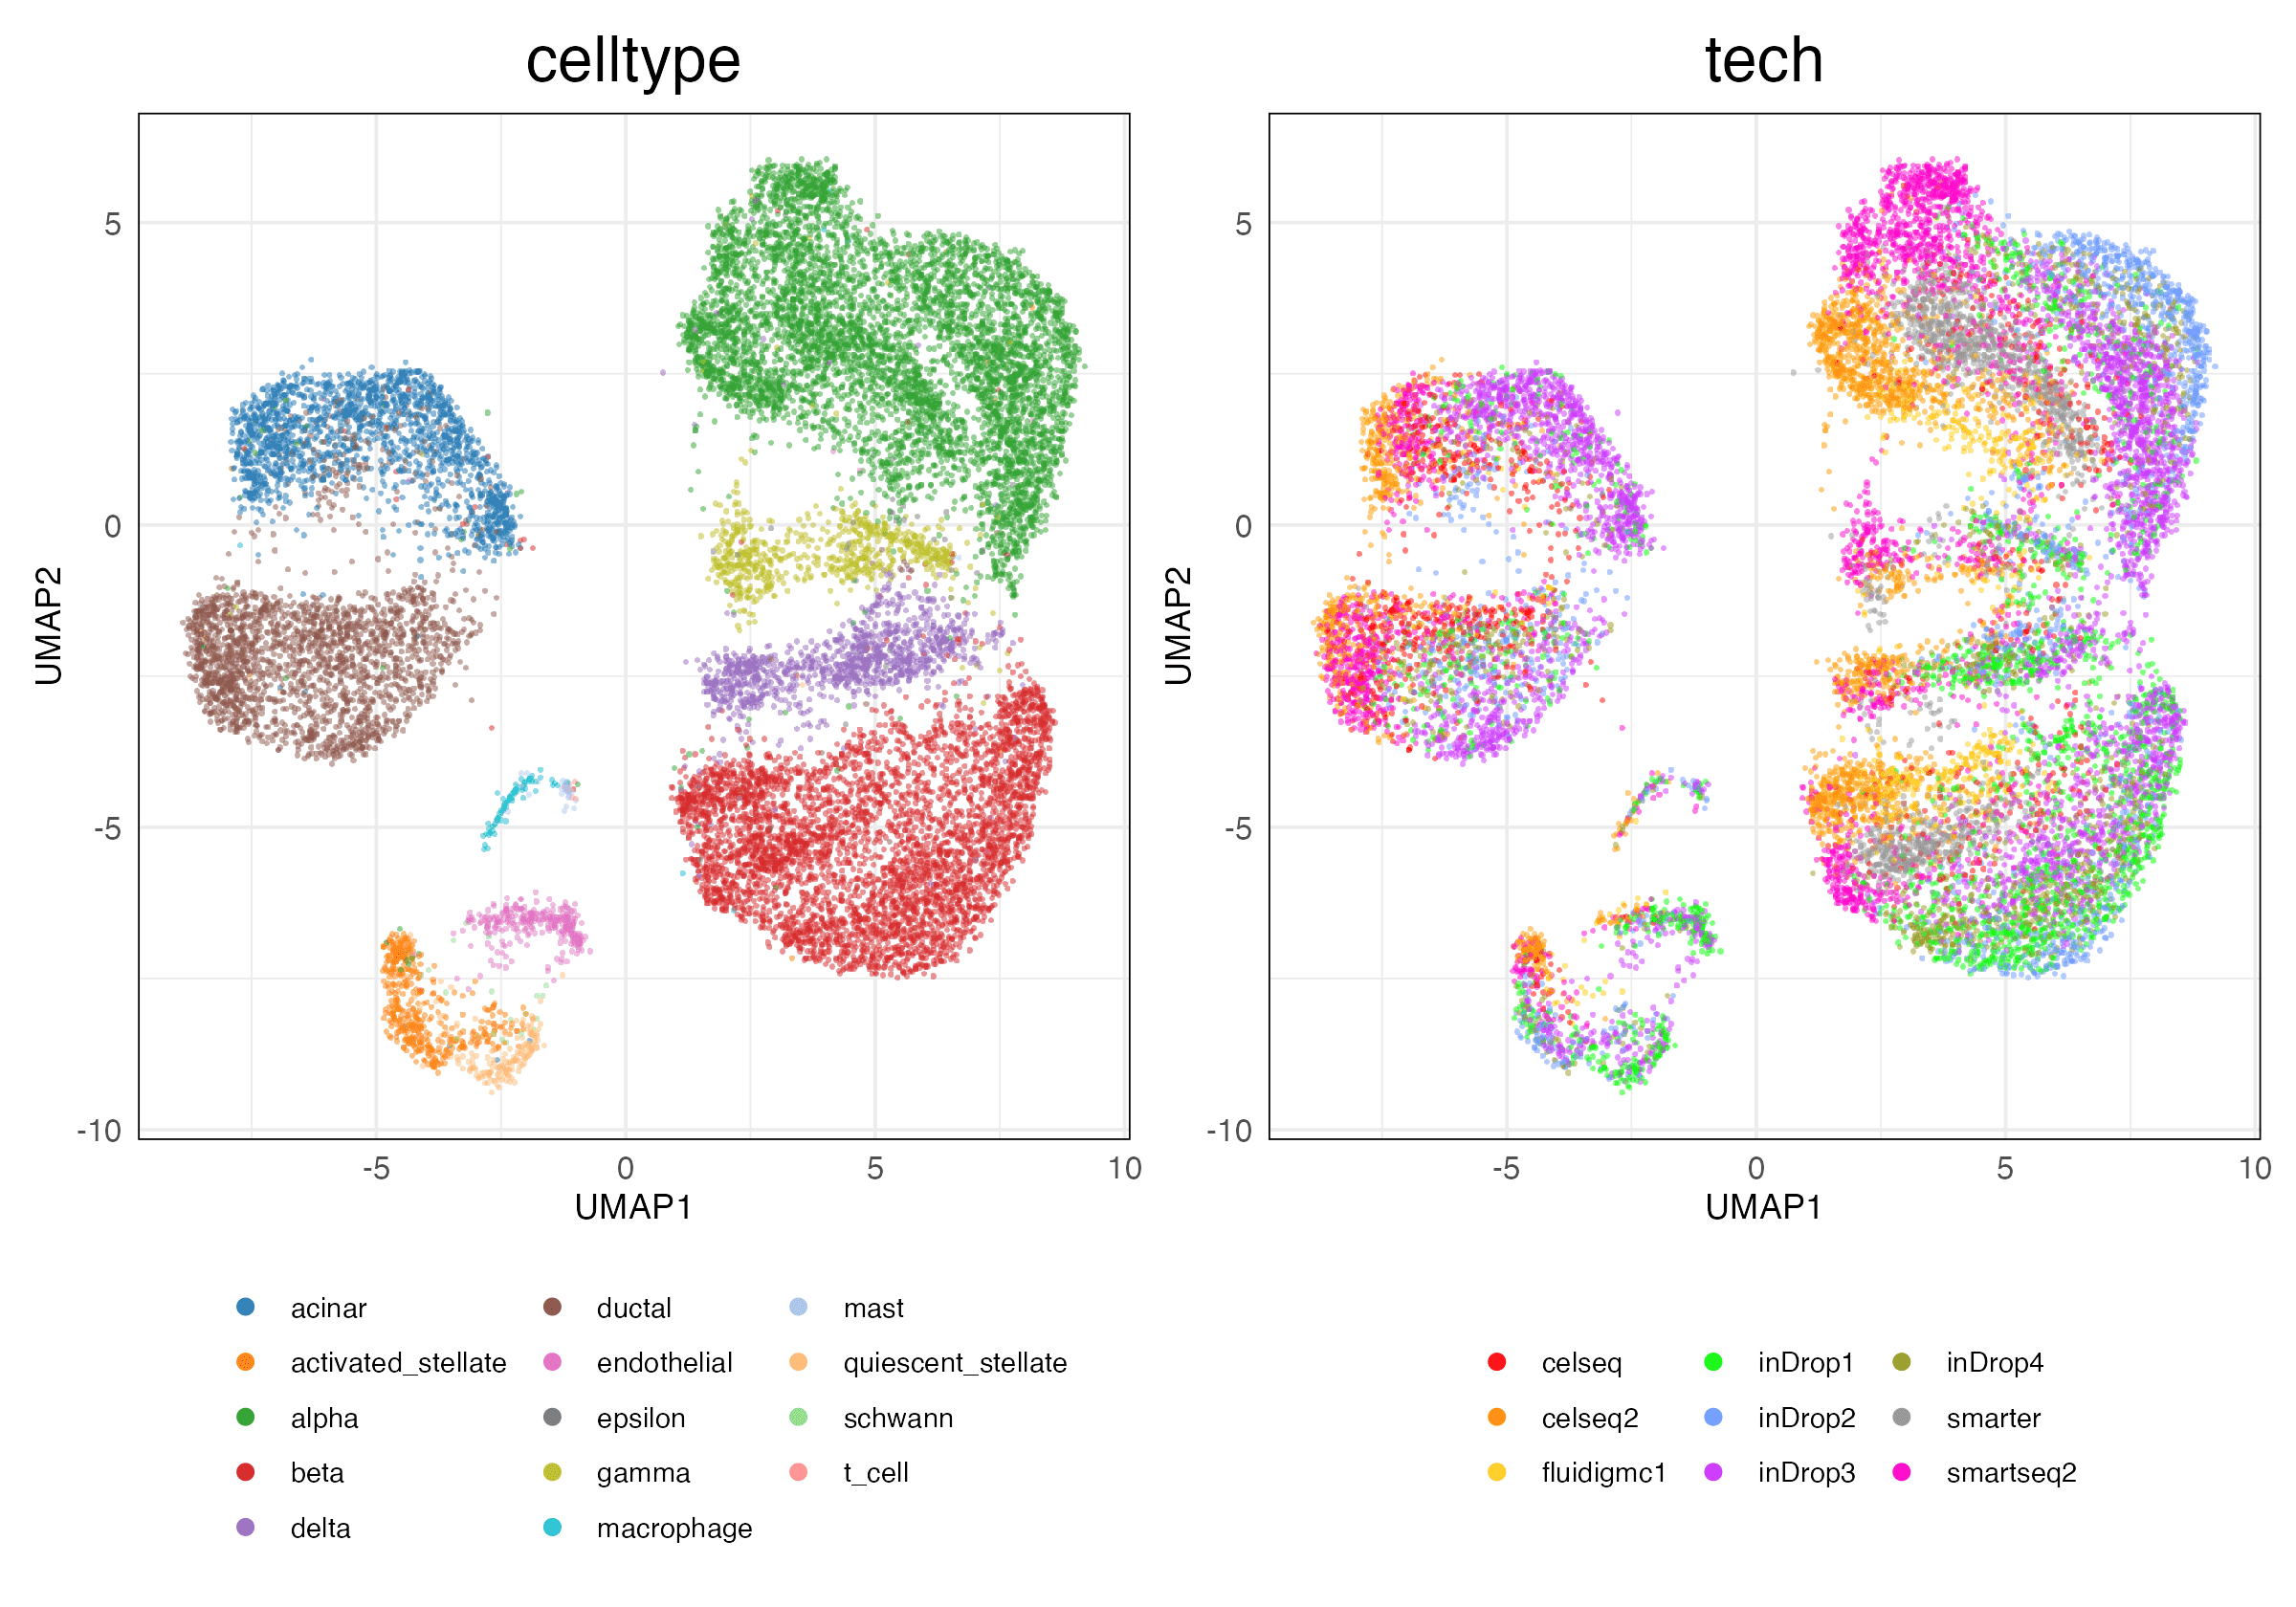 celltype
tech
5
0
-5
-10
UMAP2
-5 0 5 10
UMAP1
5
0
-5
-10
UMAP2
-5 0 5 10
UMAP1
acinar
activated_stellate
alpha
beta
delta
ductal
endothelial
epsilon
gamma
macrophage
mast
quiescent_stellate
schwann
t_cell
celseq
celseq2
fluidigmc1
inDrop1
inDrop2
inDrop3
inDrop4
smarter
smartseq2